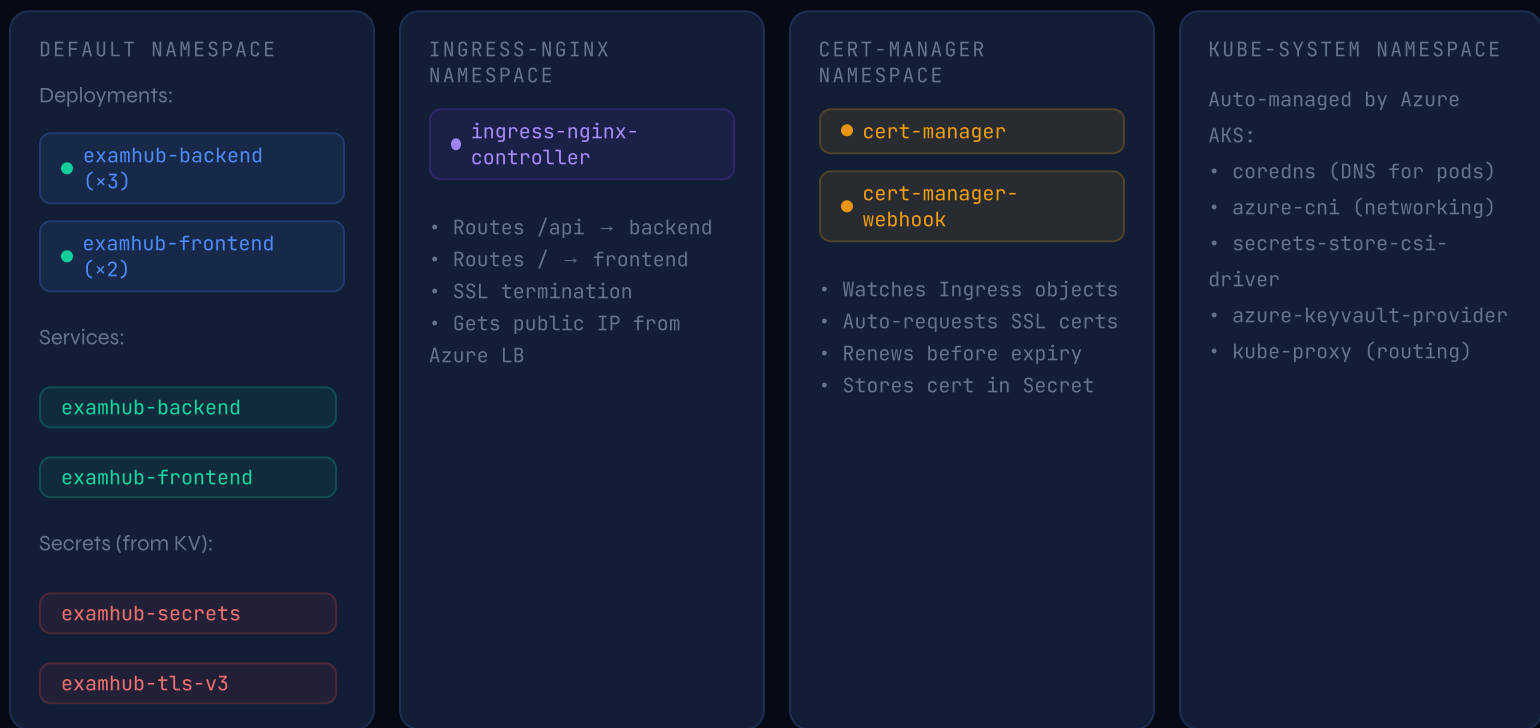 DEFAULT NAMESPACE
Deployments:
examhub-backend
(×3)
examhub-frontend
(×2)
Services:
examhub-backend
examhub-frontend
Secrets (from KV):
examhub-secrets
examhub-tls-v3
INGRESS-NGINX
NAMESPACE
ingress-nginx-
controller
• Routes /api → backend
• Routes / → frontend
• SSL termination
• Gets public IP from
Azure LB
CERT-MANAGER
NAMESPACE
cert-manager
cert-manager-
webhook
• Watches Ingress objects
• Auto-requests SSL certs
• Renews before expiry
• Stores cert in Secret
KUBE-SYSTEM NAMESPACE
Auto-managed by Azure
AKS:
• coredns (DNS for pods)
• azure-cni (networking)
• secrets-store-csi-
driver
• azure-keyvault-provider
• kube-proxy (routing)